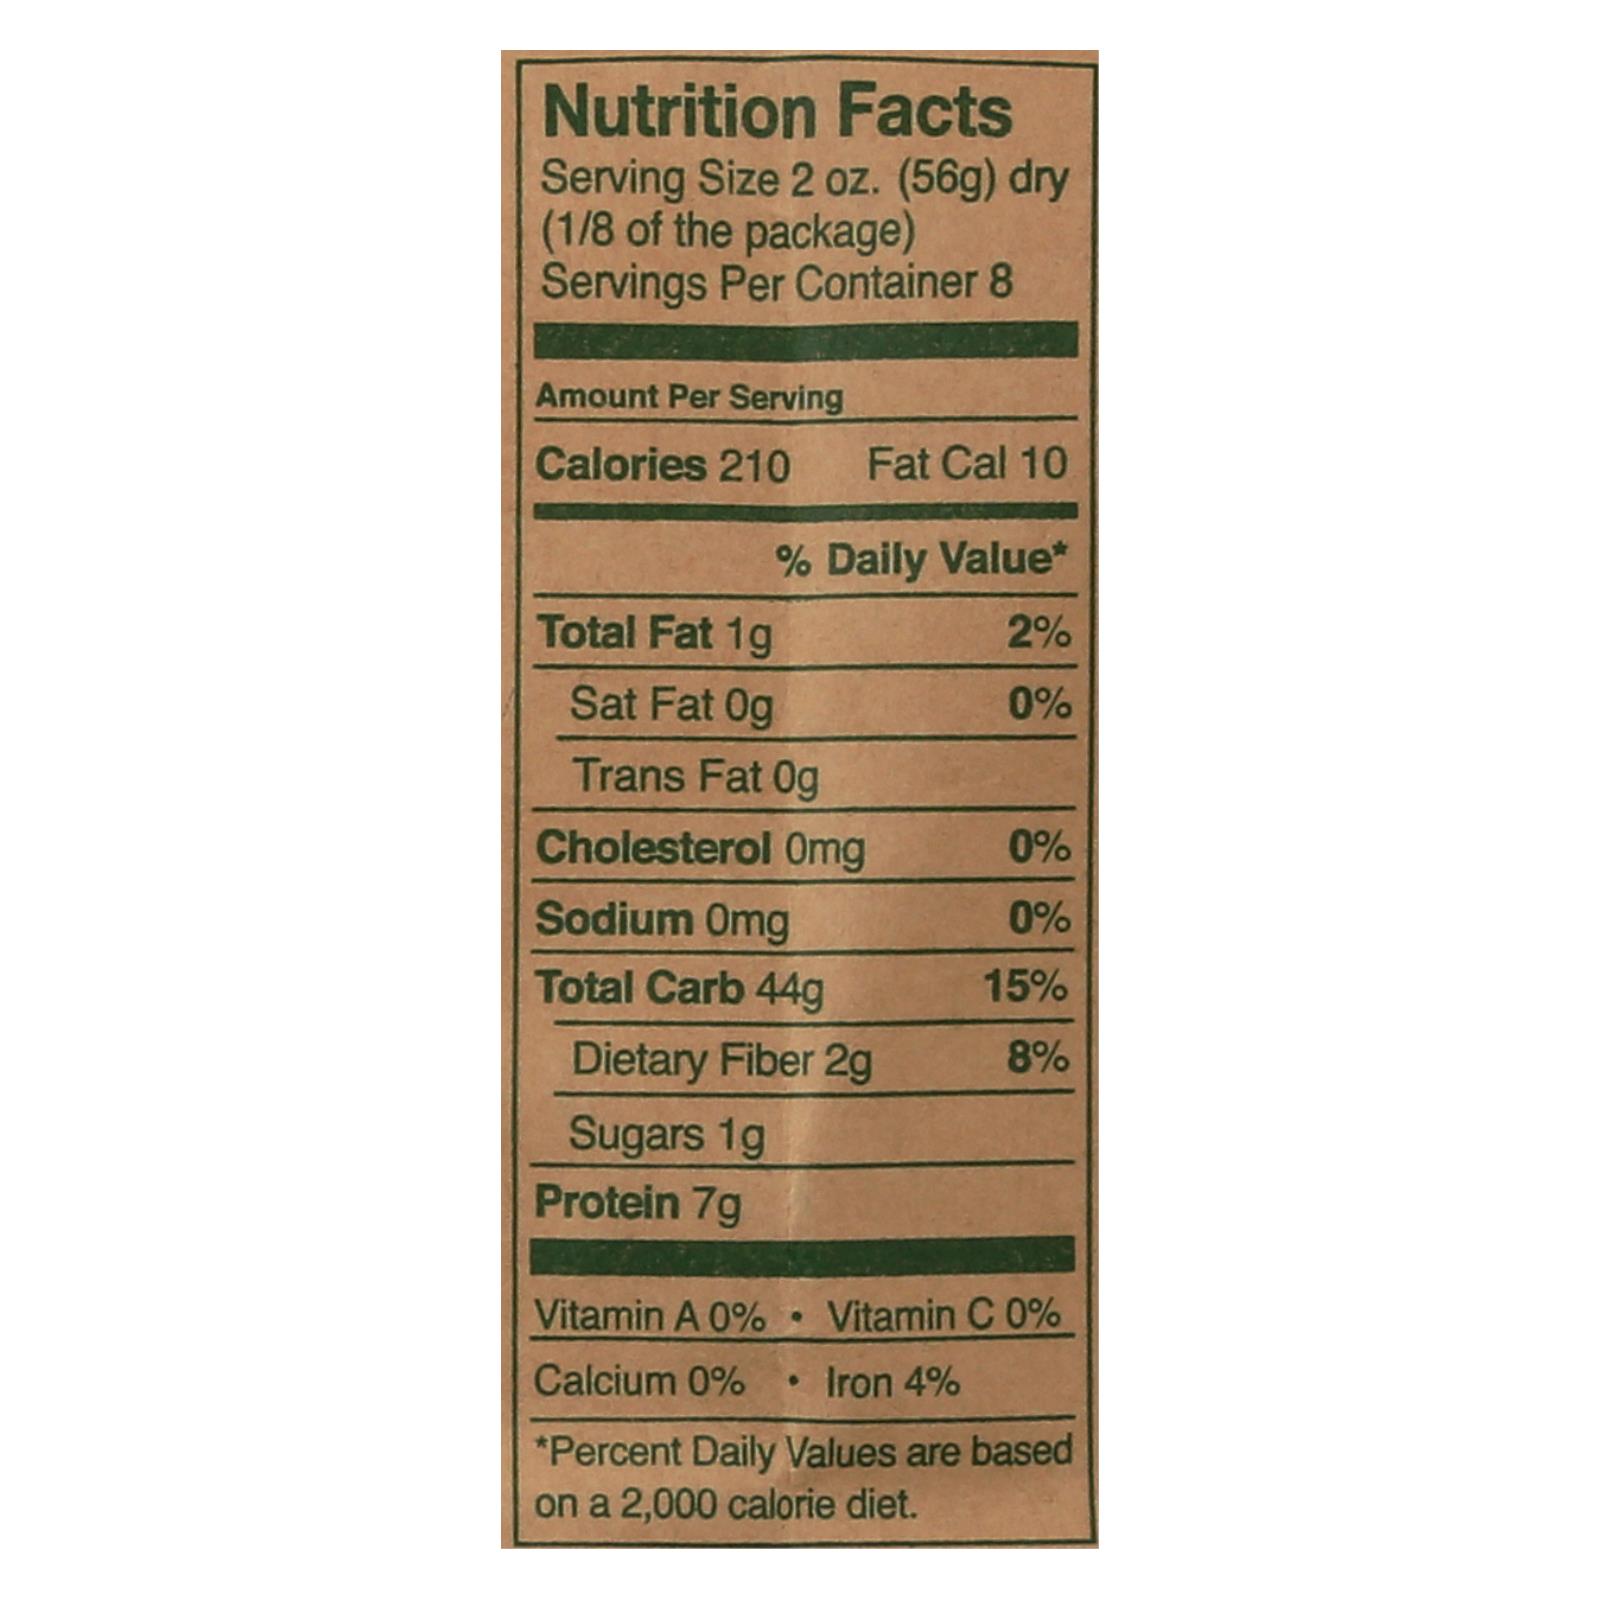 Nutrition Facts
Serving Size 2 oz. (56g) dry
(1/8 of the package)
Servings Per Container 8
Amount Per Serving
Calories 210 Fat Cal 10
% Daily Value*
Total Fat 1g 2%
Sat Fat 0g 0%
Trans Fat 0g
Cholesterol 0mg 0%
Sodium 0mg 0%
Total Carb 44g 15%
Dietary Fiber 2g 8%
Sugars 1g
Protein 7g
Vitamin A 0% • Vitamin C 0%
Calcium 0% • Iron 4%
*Percent Daily Values are based
on a 2,000 calorie diet.